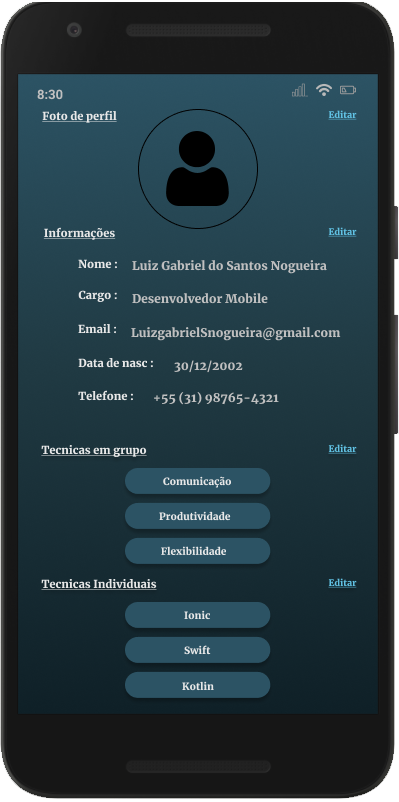 8:30
Foto de perfil
Editar
Informações
Editar
Nome : Luiz Gabriel do Santos Nogueira
Cargo : Desenvolvedor Mobile
Email : LuizgabrielSnogueira@gmail.com
Data de nasc : 30/12/2002
Telefone : +55 (31) 98765-4321
Tecnicas em grupo
Editar
Comunicação
Produtividade
Flexibilidade
Tecnicas Individuais
Editar
Ionic
Swift
Kotlin